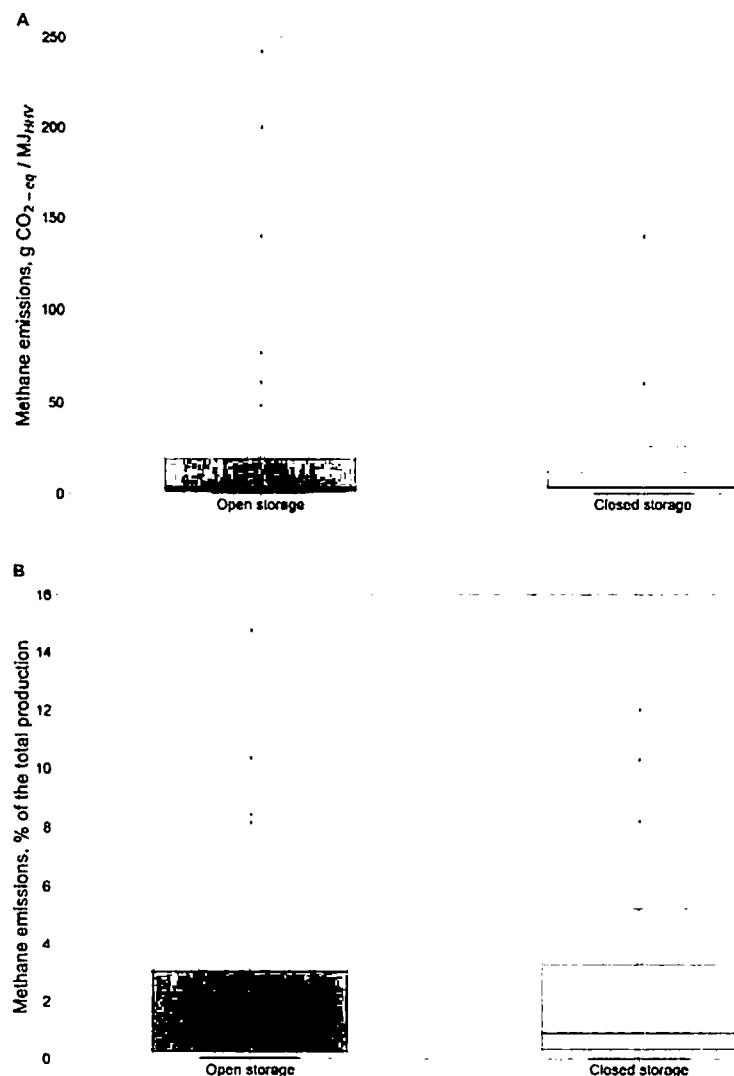 A
Methane emissions, g CO2-eq / MJHHV
250
200
150
100
50
0
Open storage
Closed storage
B
Methane emissions, % of the total production
16
14
12
10
8
6
4
2
0
Open storage
Closed storage